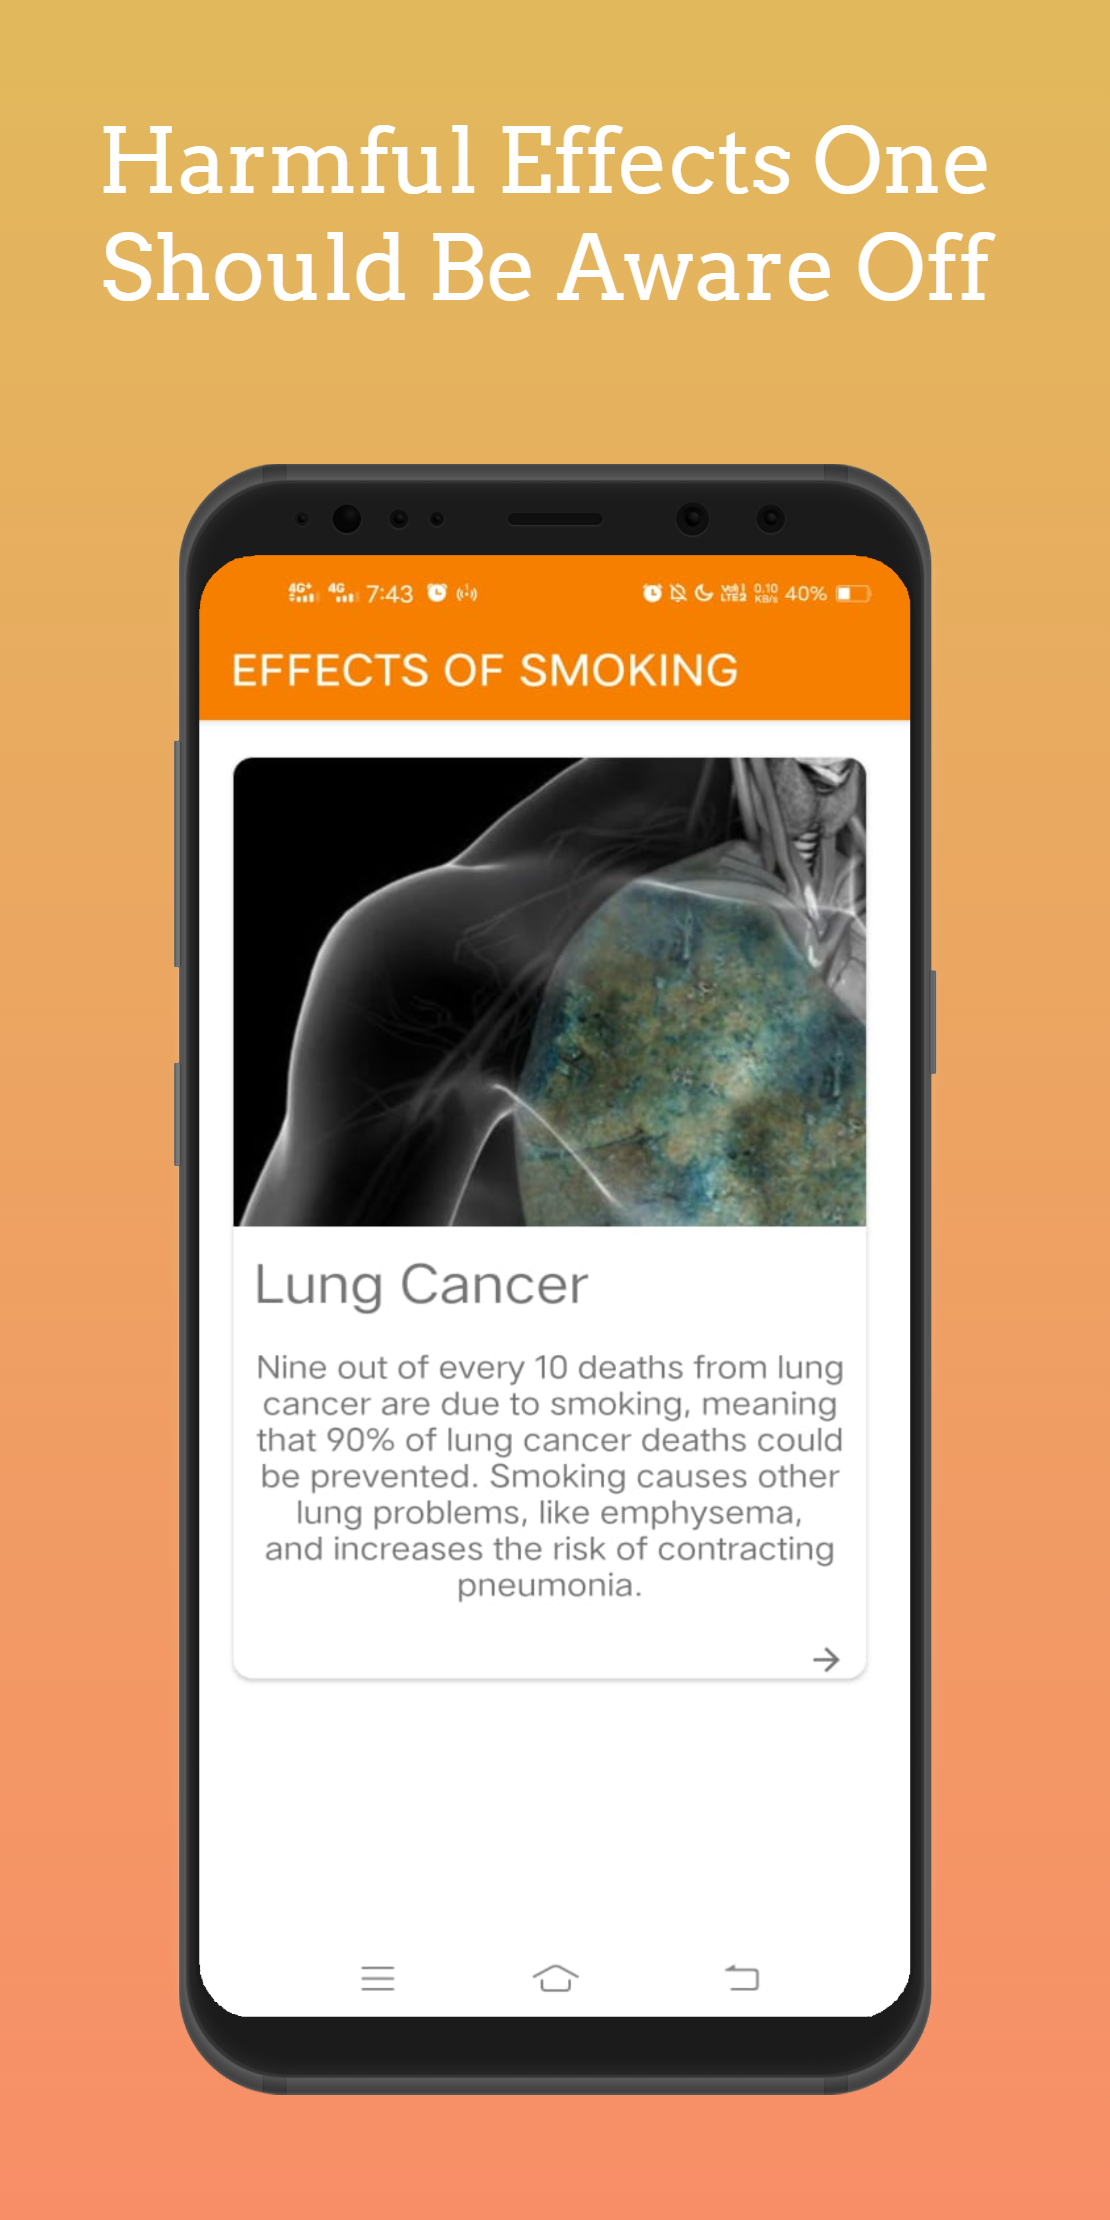 Harmful Effects One
Should Be Aware Off
4G+ 4G 7:43 Vo) 1 LTE2 0.10 KB/s 40%
EFFECTS OF SMOKING
Lung Cancer
Nine out of every 10 deaths from lung
cancer are due to smoking, meaning
that 90% of lung cancer deaths could
be prevented. Smoking causes other
lung problems, like emphysema,
and increases the risk of contracting
pneumonia.